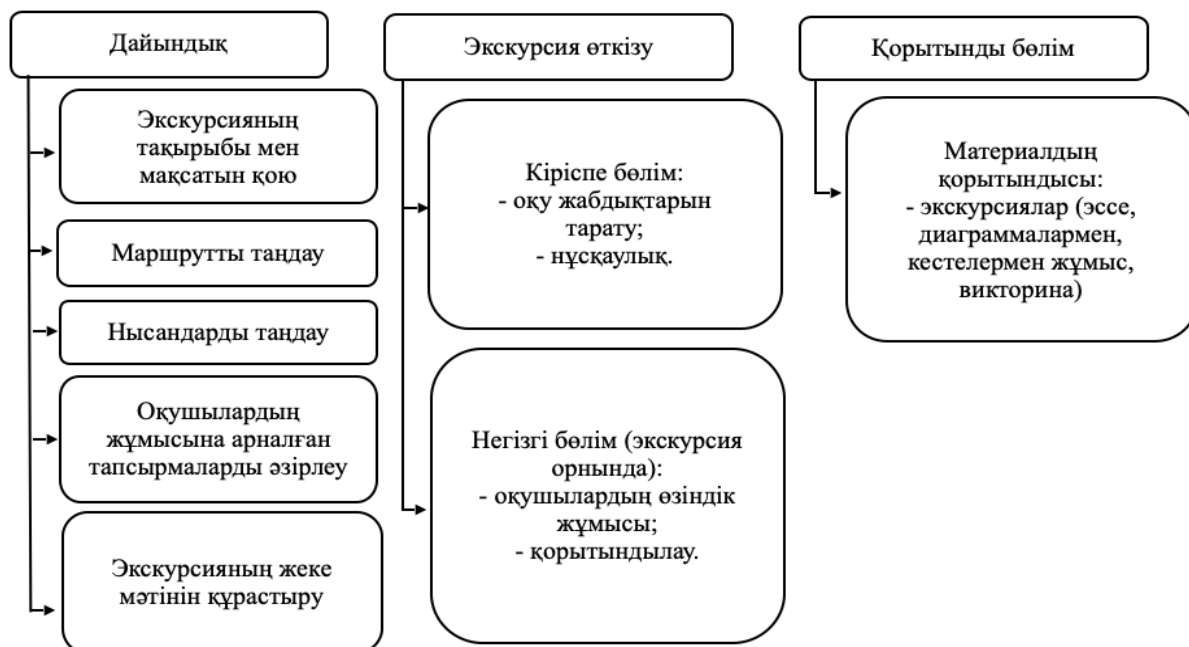 Дайындық
Экскурсияның
тақырыбы мен
мақсатын қою
Маршрутты таңдау
Нысандарды таңдау
Оқушылардың
жұмысына арналған
тапсырмаларды әзірлеу
Экскурсияның жеке
мәтінін құрастыру
Экскурсия өткізу
Кіріспе бөлім:
- оқу жабдықтарын
тарату;
- нұсқаулық.
Негізгі бөлім (экскурсия
орнында):
- оқушылардың өзіндік
жұмысы;
- қорытындылау.
Қорытынды бөлім
Материалдың
қорытындысы:
- экскурсиялар (эссе,
диаграммалармен,
кестелермен жұмыс,
викторина)